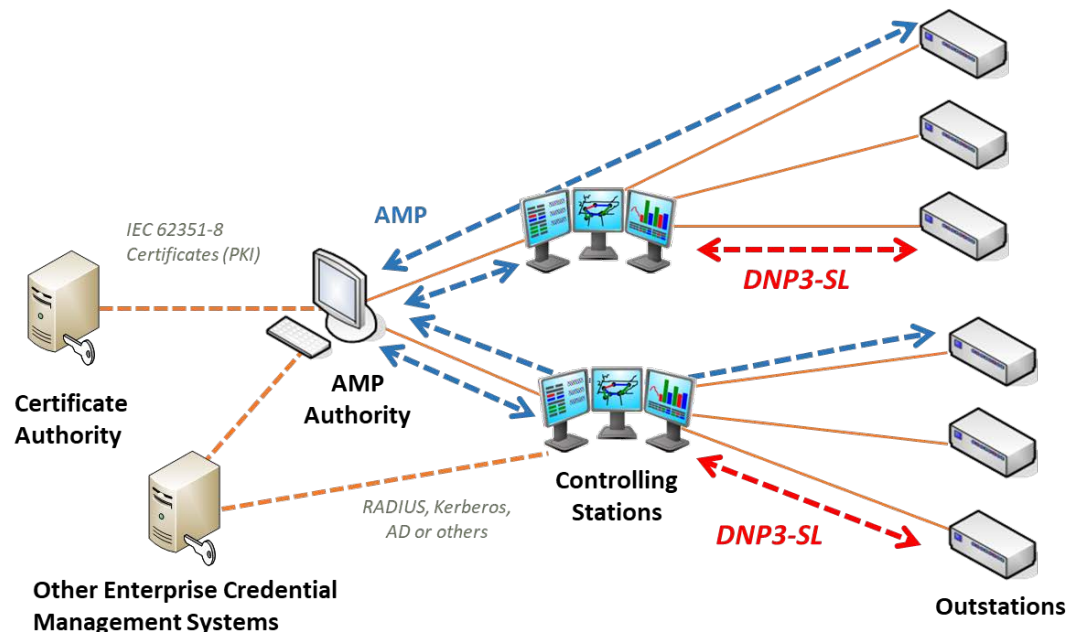 AMP
IEC 62351-8
Certificates (PKI)
DNP3-SL
AMP
Authority
Certificate
Authority
Controlling
Stations
RADIUS, Kerberos,
AD or others
DNP3-SL
Other Enterprise Credential
Management Systems
Outstations